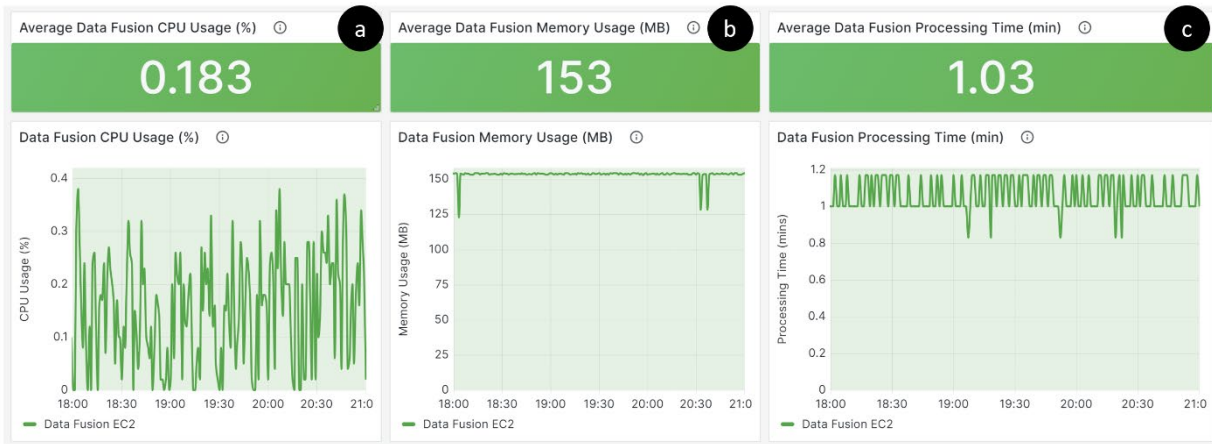 Average Data Fusion CPU Usage (%)
a
0.183
Data Fusion CPU Usage (%)
CPU Usage (%)
0.4
0.3
0.2
0.1
0
18:00 18:30 19:00 19:30 20:00 20:30 21:0
Data Fusion EC2
Average Data Fusion Memory Usage (MB)
b
153
Data Fusion Memory Usage (MB)
Memory Usage (MB)
150
125
100
75
50
25
0
18:00 18:30 19:00 19:30 20:00 20:30 21:0
Data Fusion EC2
Average Data Fusion Processing Time (min)
c
1.03
Data Fusion Processing Time (min)
Processing Time (mins)
1.2
1
0.8
0.6
0.4
0.2
0
18:00 18:30 19:00 19:30 20:00 20:30 21:0
Data Fusion EC2